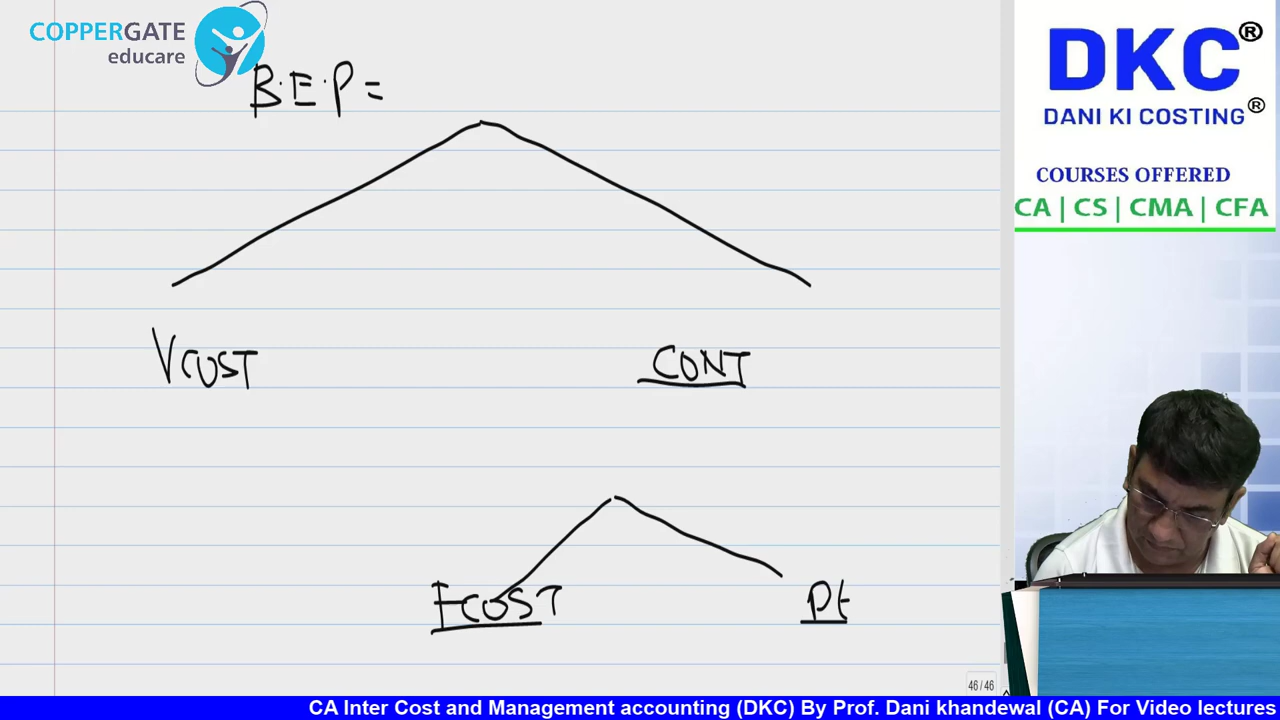 COPPERGATE
educare
B.E.P =
VCOST
CONT
FCOST
Pt
46/46
DKC®
DANI KI COSTING®
COURSES OFFERED
CA | CS | CMA | CFA
CA Inter Cost and Management accounting (DKC) By Prof. Dani khandewal (CA) For Video lectures